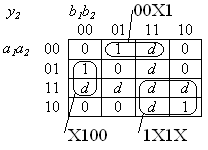 y₂ b₁b₂ 00X1
00 01 11 10
a₁a₂ 00 0 1 d 0
01 1 0 d 0
11 d d d d
10 0 0 d 1
X100 1X1X